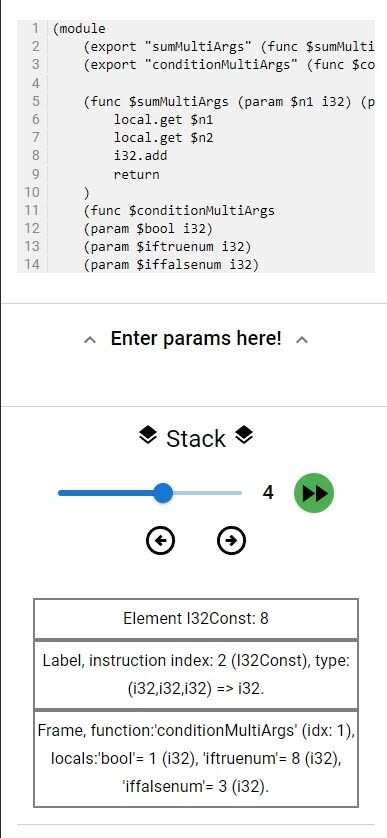 1 (module
2 (export "sumMultiArgs" (func $sumMulti
3 (export "conditionMultiArgs" (func $co
4
5 (func $sumMultiArgs (param $n1 i32) (p
6 local.get $n1
7 local.get $n2
8 i32.add
9 return
10 )
11 (func $conditionMultiArgs
12 (param $bool i32)
13 (param $iftruenum i32)
14 (param $iffalsenum i32)
Enter params here!
Stack
4
Element I32Const: 8
Label, instruction index: 2 (I32Const), type:
(i32,i32,i32) => i32.
Frame, function:'conditionMultiArgs' (idx: 1),
locals:'bool'= 1 (i32), 'iftruenum'= 8 (i32),
'iffalsenum'= 3 (i32).